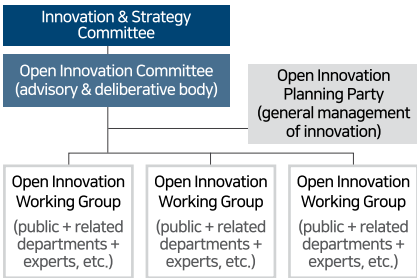 Innovation & Strategy
Committee
Open Innovation Committee
(advisory & deliberative body)
Open Innovation
Planning Party
(general management
of innovation)
Open Innovation
Working Group
(public + related
departments +
experts, etc.)
Open Innovation
Working Group
(public + related
departments +
experts, etc.)
Open Innovation
Working Group
(public + related
departments +
experts, etc.)